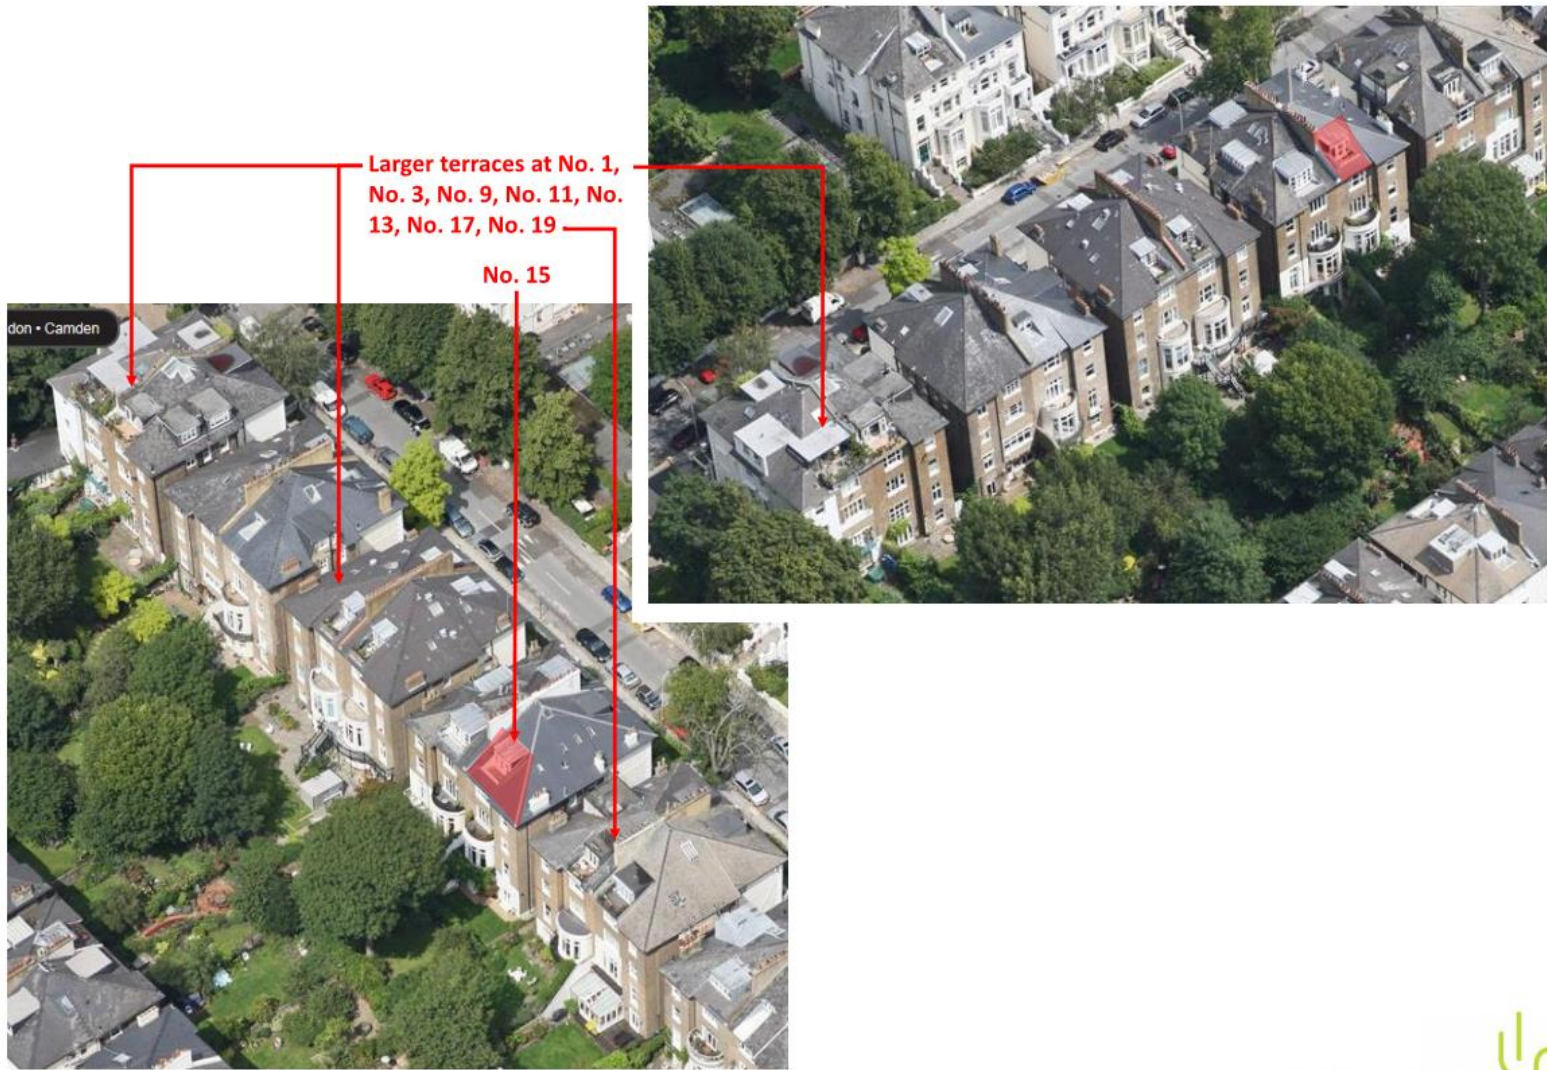 Larger terraces at No. 1,
No. 3, No. 9, No. 11, No.
13, No. 17, No. 19
No. 15
don • Camden